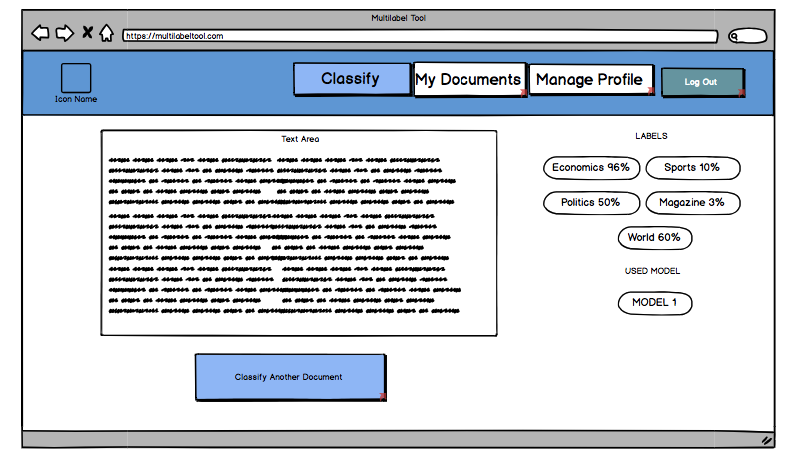 Multilabel Tool
https://multilabeltool.com
Icon Name
Classify
My Documents
Manage Profile
Log Out
Text Area
LABELS
Economics 96%
Sports 10%
Politics 50%
Magazine 3%
World 60%
USED MODEL
MODEL 1
Classify Another Document